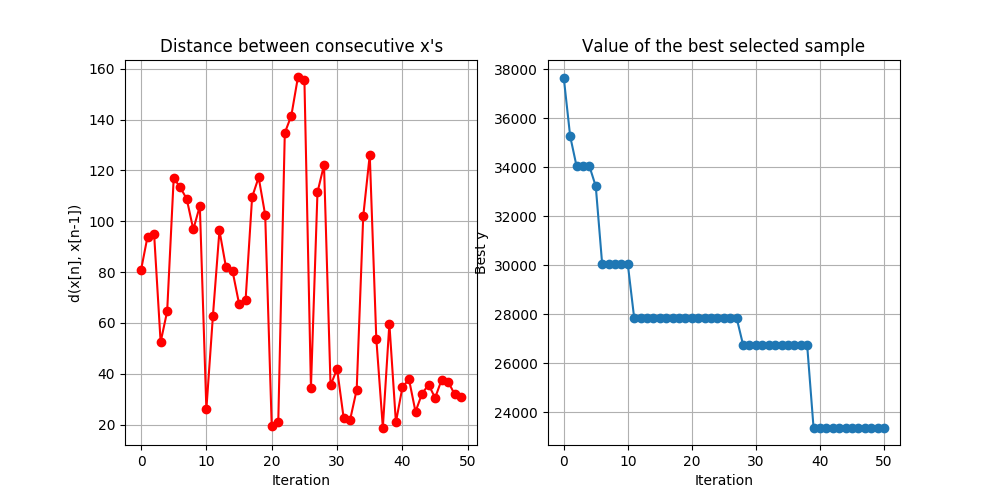 Distance between consecutive x's
d(x[n], x[n-1])
160
140
120
100
80
60
40
20
0 10 20 30 40 50
Iteration
Value of the best selected sample
Best y
38000
36000
34000
32000
30000
28000
26000
24000
0 10 20 30 40 50
Iteration